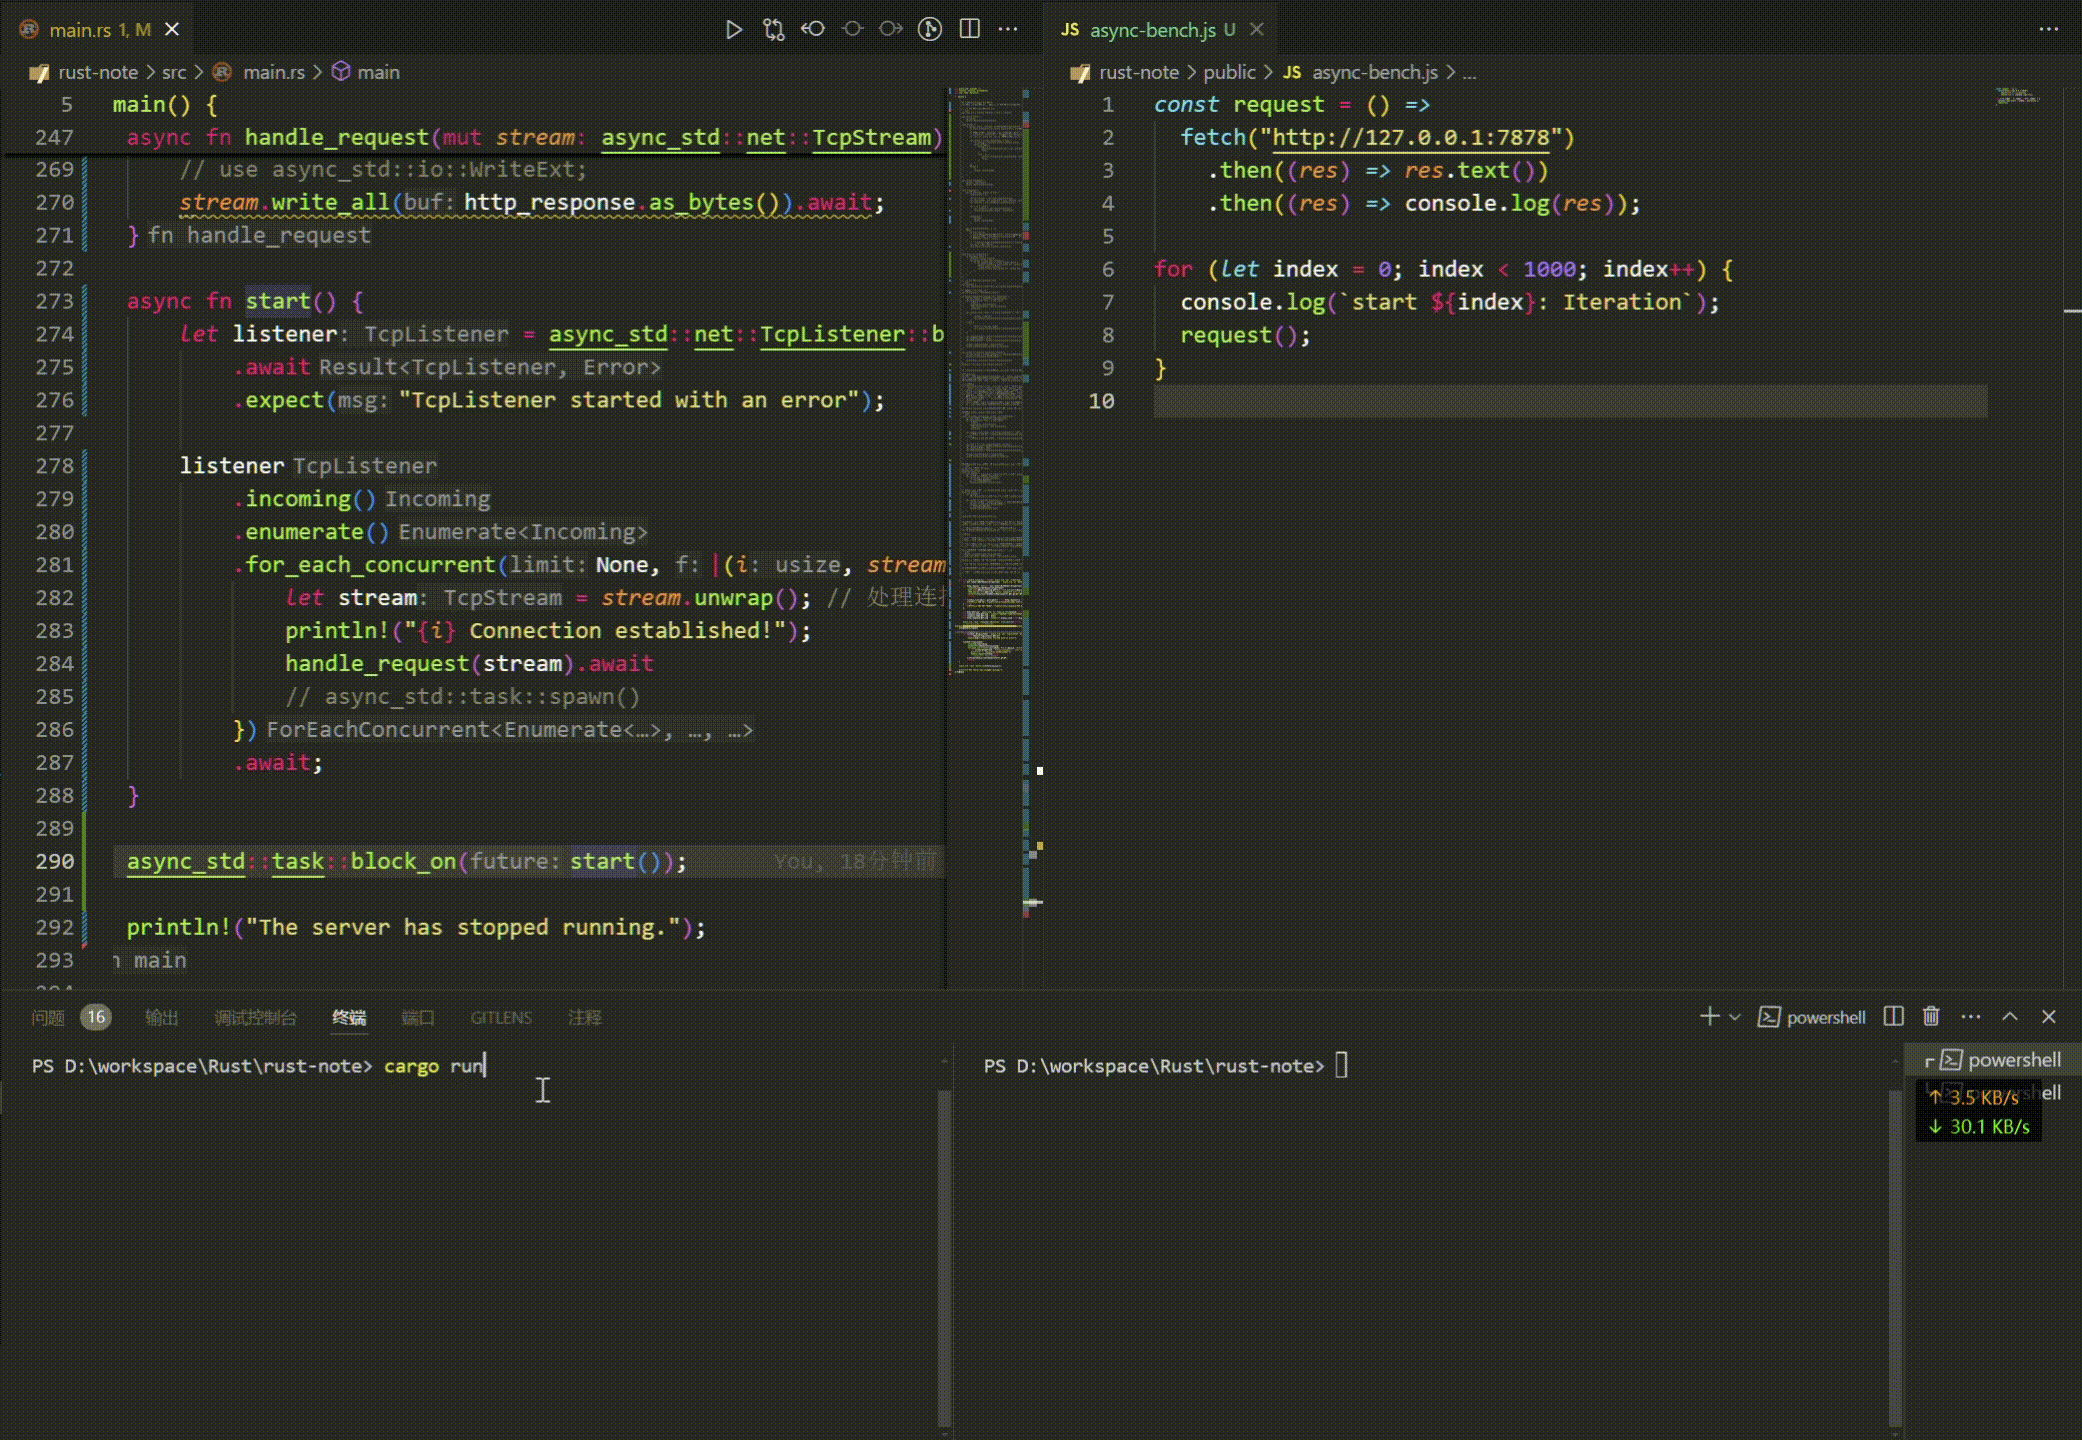 main.rs 1, M
rust-note > src > main.rs > main
5 main() {
247 async fn handle_request(mut stream: async_std::net::TcpStream)
269 // use async_std::io::WriteExt;
270 stream.write_all(buf: http_response.as_bytes()).await;
271 } fn handle_request
272
273 async fn start() {
274 let listener: TcpListener = async_std::net::TcpListener::b
275 .await Result<TcpListener, Error>
276 .expect(msg: "TcpListener started with an error");
277
278 listener TcpListener
279 .incoming() Incoming
280 .enumerate() Enumerate<Incoming>
281 .for_each_concurrent(limit: None, f: |(i: usize, stream
282 let stream: TcpStream = stream.unwrap(); // 处理连
283 println!("{i} Connection established!");
284 handle_request(stream).await
285 // async_std::task::spawn()
286 }) ForEachConcurrent<Enumerate<…>, …, …>
287 .await;
288 }
289
290 async_std::task::block_on(future: start()); You, 18分钟前
291
292 println!("The server has stopped running.");
293 n main
JS async-bench.js U
rust-note > public > JS async-bench.js > ...
1 const request = () =>
2 fetch("http://127.0.0.1:7878")
3 .then((res) => res.text())
4 .then((res) => console.log(res));
5
6 for (let index = 0; index < 1000; index++) {
7 console.log(`start ${index}: Iteration`);
8 request();
9 }
10
问题 16 输出 调试控制台 终端 端口 GITLENS 注释
powershell
PS D:\workspace\Rust\rust-note> cargo run
PS D:\workspace\Rust\rust-note>
powershell
↑ 3.5 KB/s
↓ 30.1 KB/s